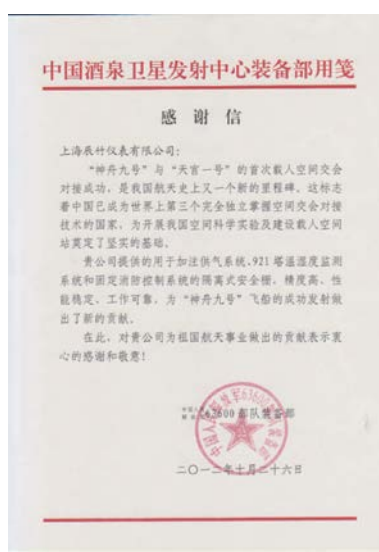 中国酒泉卫星发射中心装备部用笺
感谢信
上海辰竹仪表有限公司：
“神舟九号”与“天宫一号”的首次载人空间交会
对接成功，是我国航天史上又一个新的里程碑。这标志
着中国已成为世界上第三个完全独立掌握空间交会对接
技术的国家，为开展我国空间科学实验及建设载人空间
站奠定了坚实的基础。
贵公司提供的用于加注供气系统、921塔温湿度监测
系统和固定消防控制系统的隔离式安全栅，精度高、性
能稳定、工作可靠，为“神舟九号”飞船的成功发射做
出了新的贡献。
在此，对贵公司为祖国航天事业做出的贡献表示衷
心的感谢和敬意！
63600部队装备部
二〇一二年十月二十六日